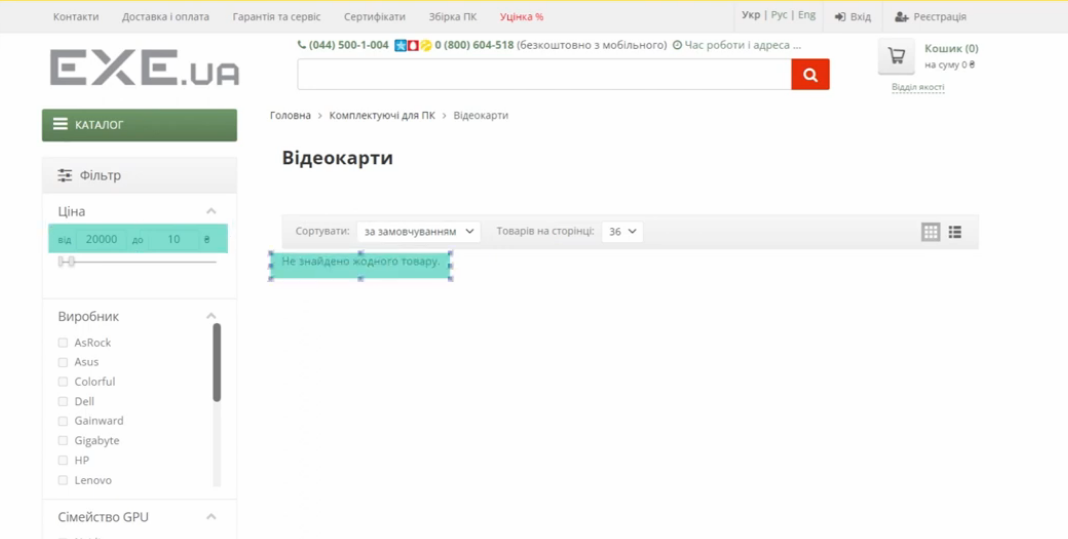 Контакти Доставка і оплата Гарантія та сервіс Сертифікати Збірка ПК Уцінка % Укр | Рус | Eng Вхід Реєстрація
(044) 500-1-004 0 (800) 604-518 (безкоштовно з мобільного) Час роботи і адреса ...
EXE.UA
Кошик (0)
на суму 0 ₴
Відділ якості
КАТАЛОГ
Головна > Комплектуючі для ПК > Відеокарти
Відеокарти
Фільтр
Ціна
від 20000 до 10 ₴
Сортувати: за замовчуванням Товарів на сторінці: 36
Не знайдено жодного товару.
Виробник
AsRock
Asus
Colorful
Dell
Gainward
Gigabyte
HP
Lenovo
Сімейство GPU